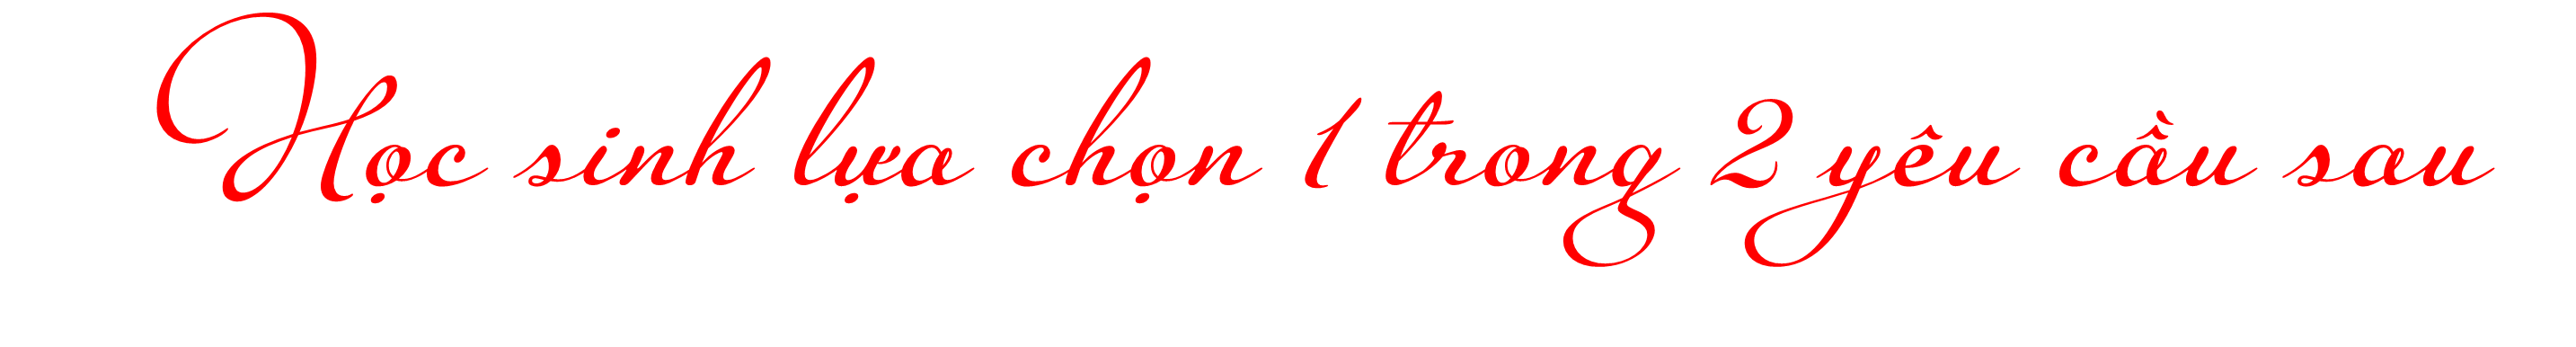 Học sinh lựa chọn 1 trong 2 yêu cầu sau